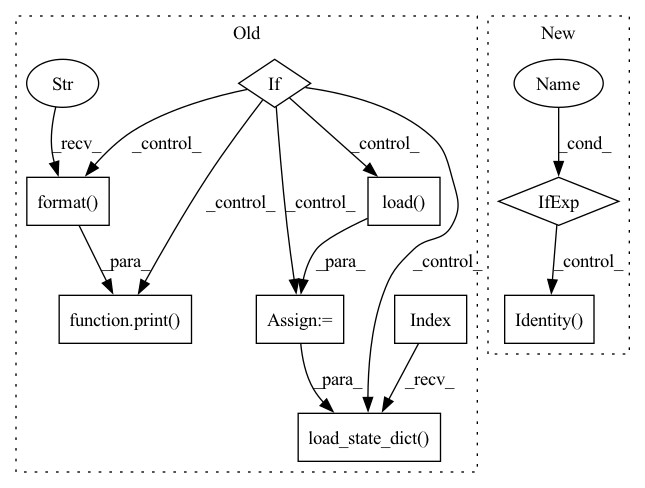 Old
New
Str
If
Name
_recv_
_control_
_control_
_cond_
_control_
_control_
format()
load()
IfExp
_para_
_para_
_control_
_control_
function.print()
Assign:=
Index
Identity()
_para_
_recv_
load_state_dict()